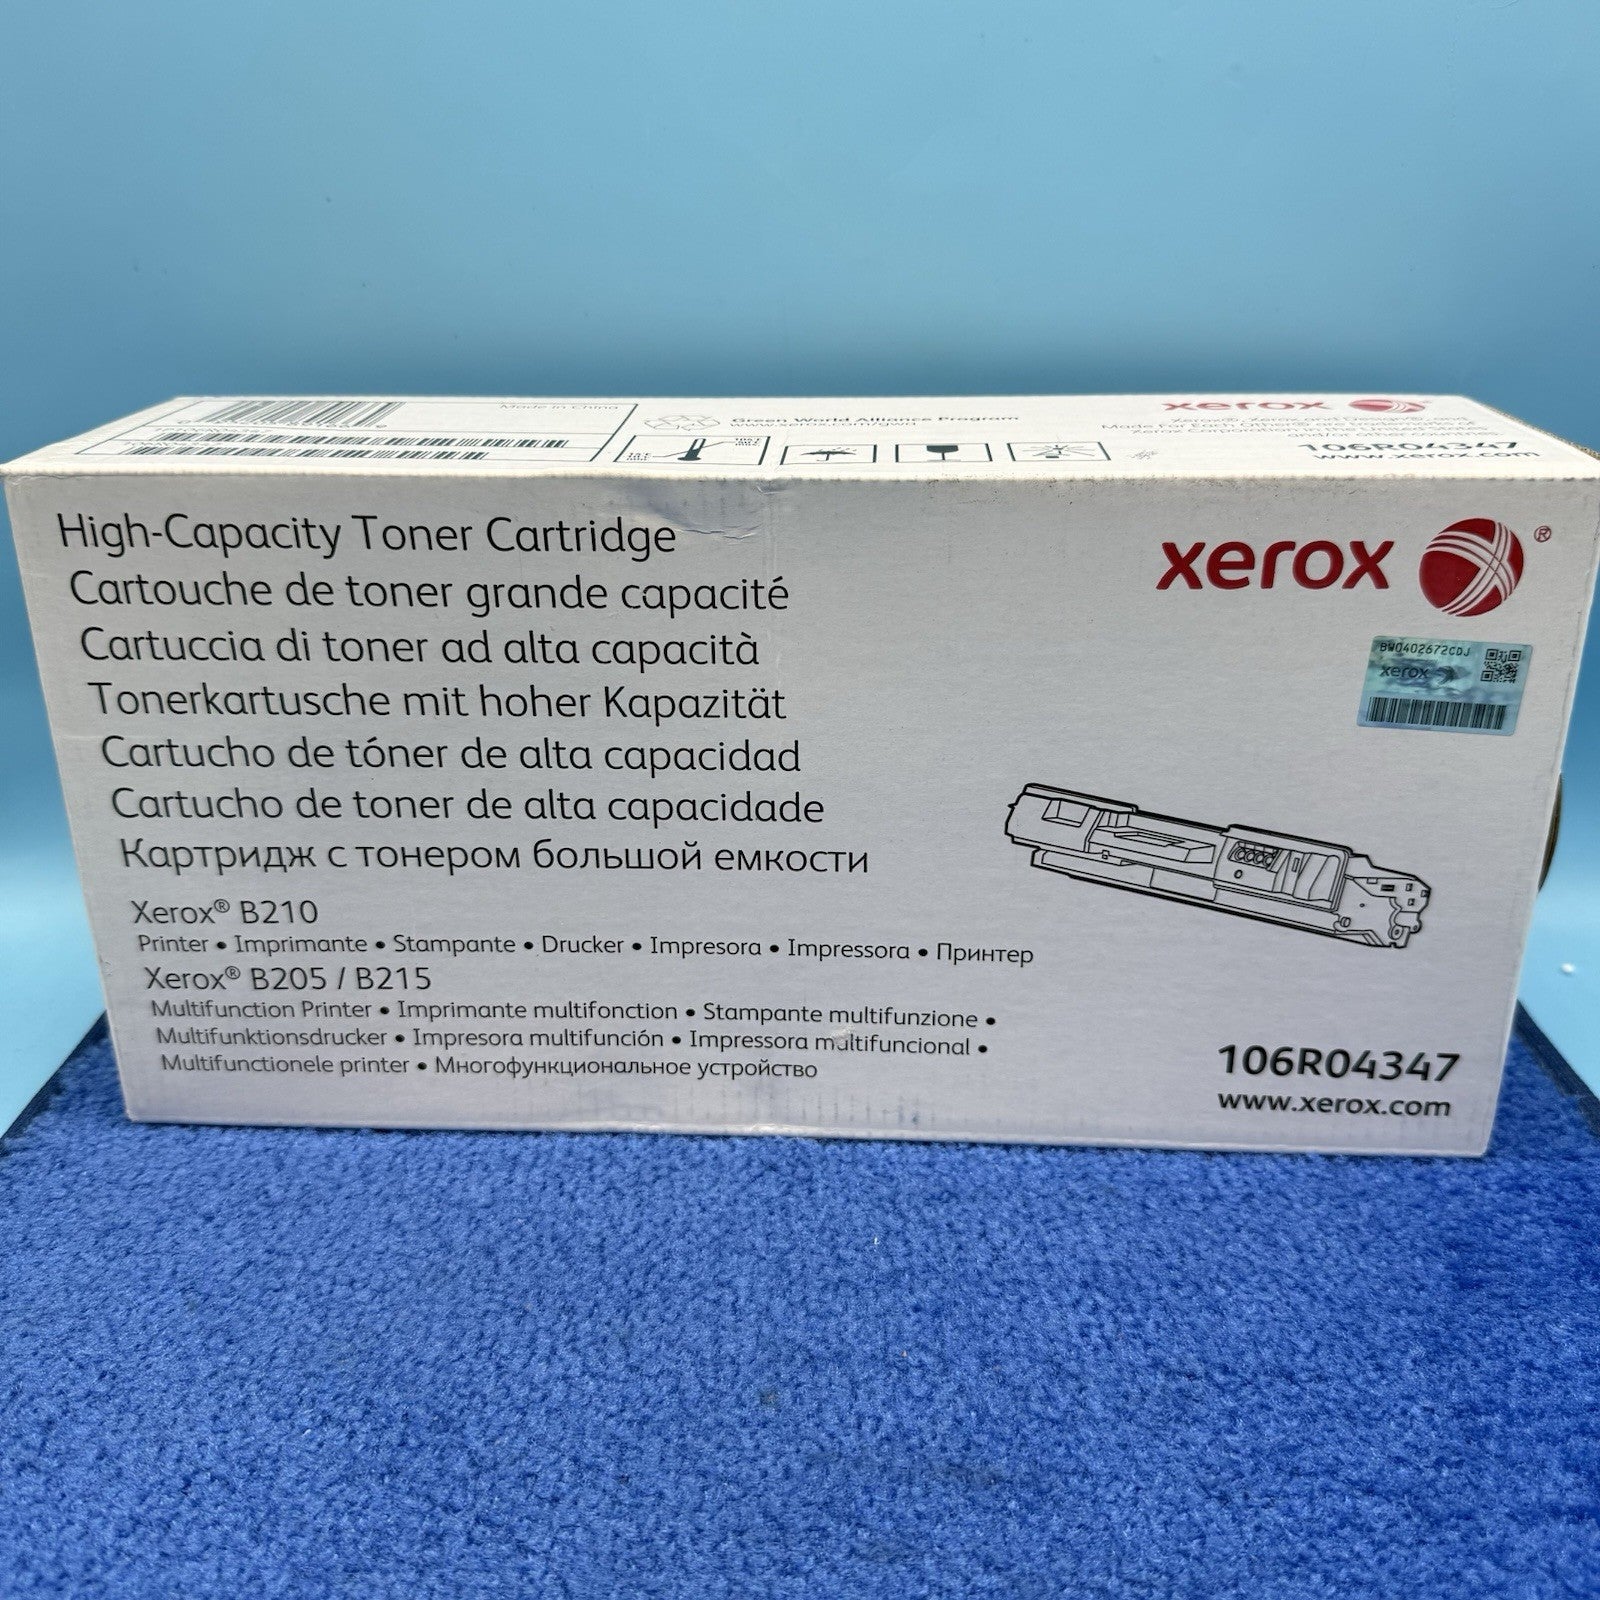 Made in China
Green World Alliance Program
www.xerox.com/gwa
xerox
106R04347
www.xerox.com
High-Capacity Toner Cartridge
Cartouche de toner grande capacité
Cartuccia di toner ad alta capacità
Tonerkartusche mit hoher Kapazität
Cartucho de tóner de alta capacidad
Cartucho de toner de alta capacidade
Картридж с тонером большой емкости
Xerox® B210
Printer • Imprimante • Stampante • Drucker • Impresora • Impressora • Принтер
Xerox® B205 / B215
Multifunction Printer • Imprimante multifonction • Stampante multifunzione •
Multifunktionsdrucker • Impresora multifunción • Impressora multifuncional •
Multifunctionele printer • Многофункциональное устройство
xerox ®
BW0402672CDJ
xerox
106R04347
www.xerox.com